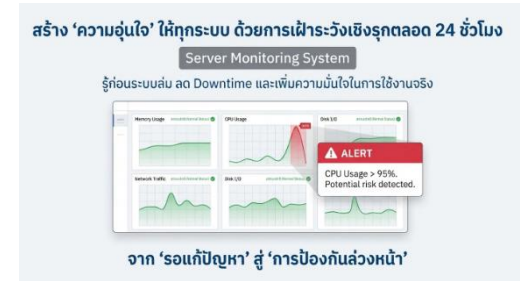 สร้าง ‘ความอุ่นใจ’ ให้ทุกระบบ ด้วยการเฝ้าระวังเชิงรุกตลอด 24 ชั่วโมง
Server Monitoring System
รู้ก่อนระบบล่ม ลด Downtime และเพิ่มความมั่นใจในการใช้งานจริง
Memory Usage
CPU Usage
Disk I/O
ALERT
CPU Usage > 95%.
Potential risk detected.
Network Traffic
Disk I/O
จาก ‘รอแก้ปัญหา’ สู่ ‘การป้องกันล่วงหน้า’